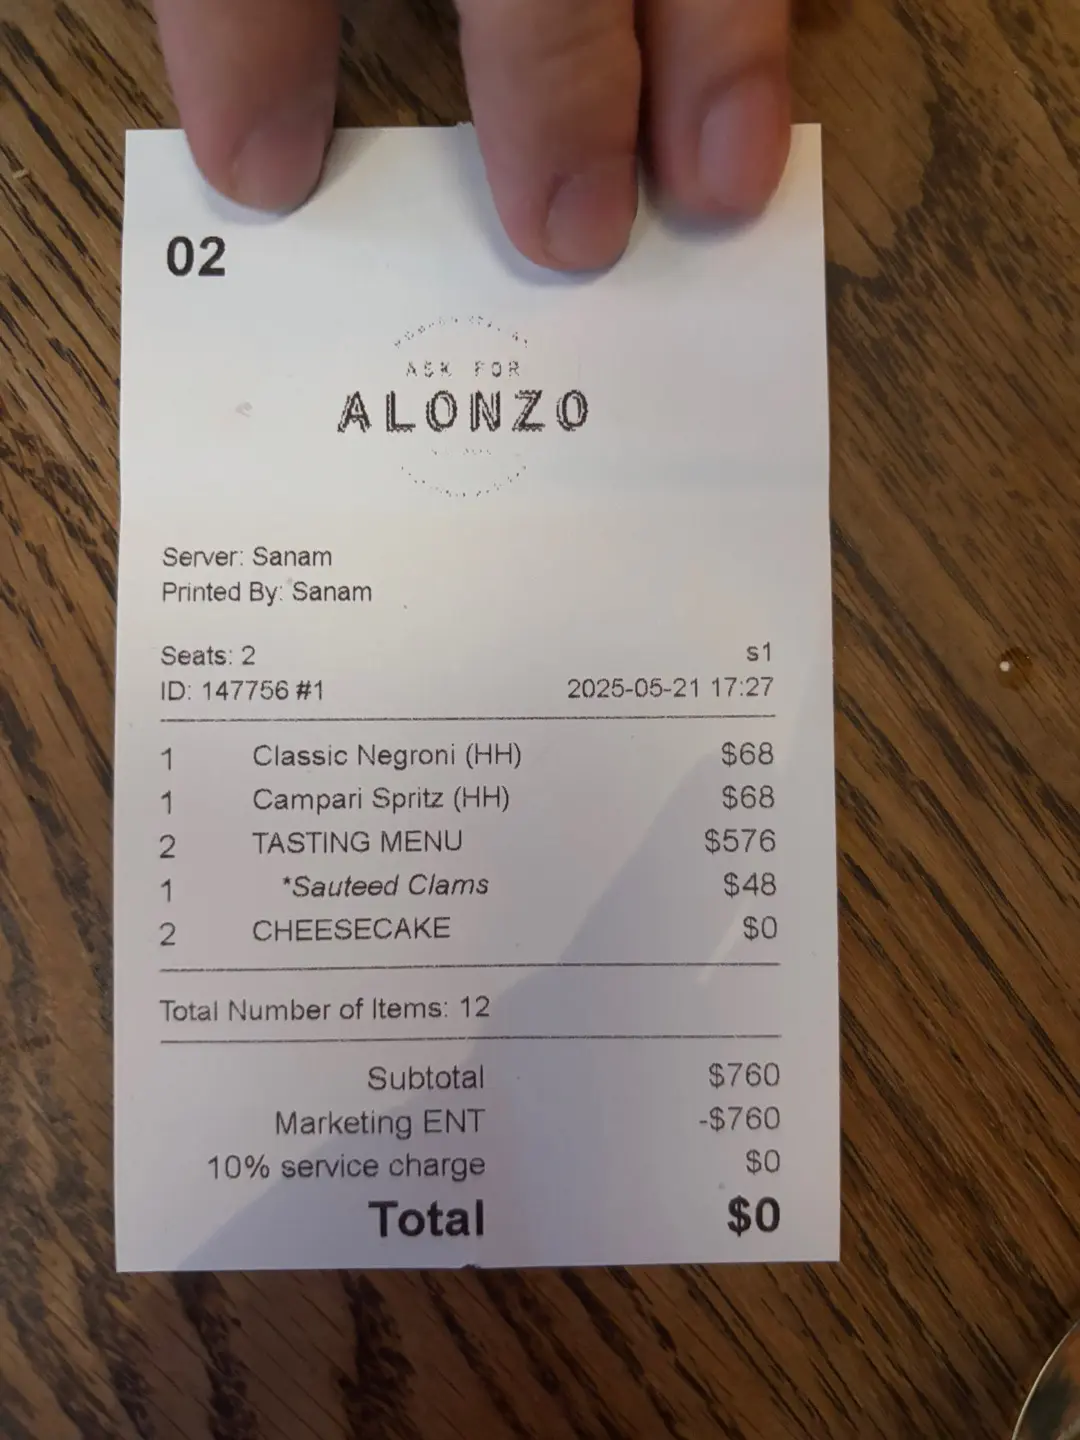 02
ASK FOR
ALONZO
Server: Sanam
Printed By: Sanam
Seats: 2 s1
ID: 147756 #1 2025-05-21 17:27
1 Classic Negroni (HH) $68
1 Campari Spritz (HH) $68
2 TASTING MENU $576
1 *Sauteed Clams $48
2 CHEESECAKE $0
Total Number of Items: 12
Subtotal $760
Marketing ENT -$760
10% service charge $0
Total $0